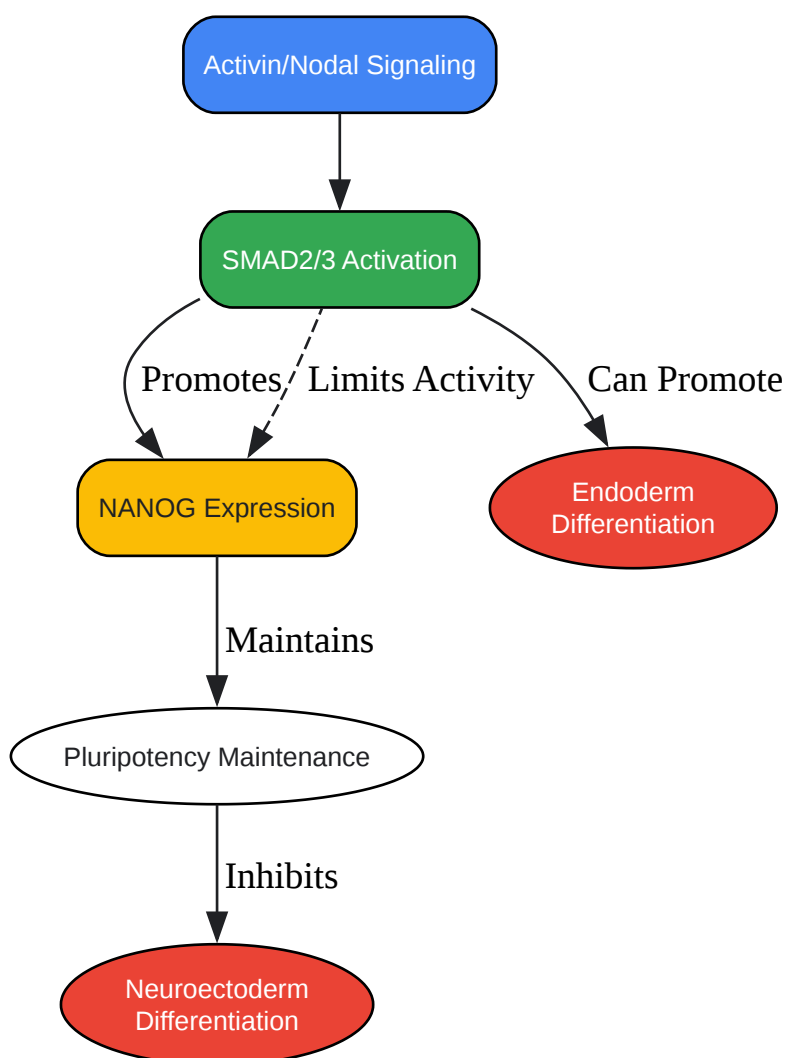 Activin/Nodal Signaling
SMAD2/3 Activation
Promotes
Limits Activity
Can Promote
NANOG Expression
Endoderm
Differentiation
Maintains
Pluripotency Maintenance
Inhibits
Neuroectoderm
Differentiation